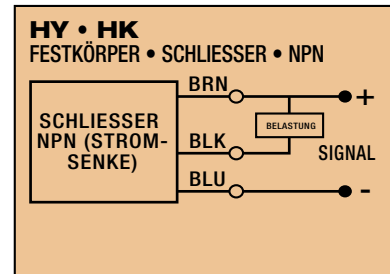 HY • HK
FESTKÖRPER • SCHLIESSER • NPN
BRN
+
SCHLIESSER
NPN (STROM-
SENKE)
BELASTUNG
BLK
SIGNAL
BLU
-